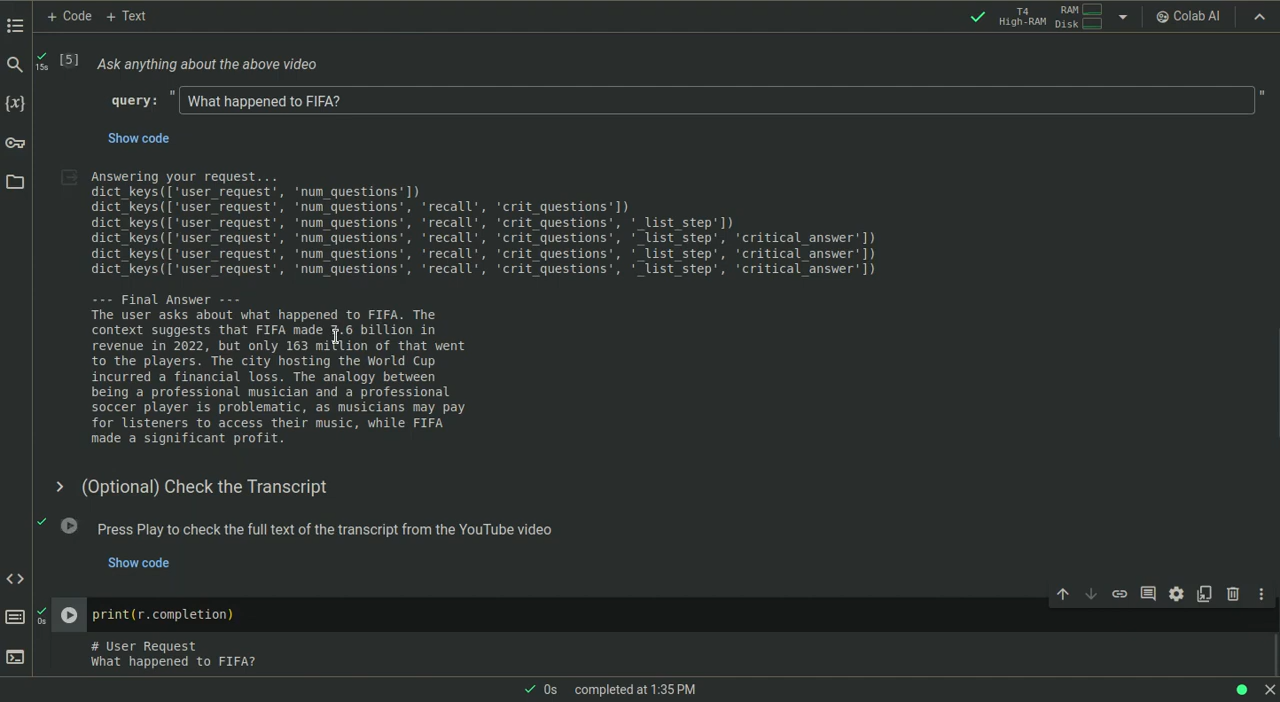 + Code + Text
T4
High-RAM
RAM
Disk
Colab AI
15s
[5]
Ask anything about the above video
query: " What happened to FIFA? "
Show code
Answering your request...
dict_keys(['user_request', 'num_questions'])
dict_keys(['user_request', 'num_questions', 'recall', 'crit_questions'])
dict_keys(['user_request', 'num_questions', 'recall', 'crit_questions', '_list_step'])
dict_keys(['user_request', 'num_questions', 'recall', 'crit_questions', '_list_step', 'critical_answer'])
dict_keys(['user_request', 'num_questions', 'recall', 'crit_questions', '_list_step', 'critical_answer'])
dict_keys(['user_request', 'num_questions', 'recall', 'crit_questions', '_list_step', 'critical_answer'])
--- Final Answer ---
The user asks about what happened to FIFA. The
context suggests that FIFA made billion in
revenue in 2022, but only 163 million of that went
to the players. The city hosting the World Cup
incurred a financial loss. The analogy between
being a professional musician and a professional
soccer player is problematic, as musicians may pay
for listeners to access their music, while FIFA
made a significant profit.
(Optional) Check the Transcript
Press Play to check the full text of the transcript from the YouTube video
Show code
0s
print(r.completion)
# User Request
What happened to FIFA?
0s completed at 1:35 PM